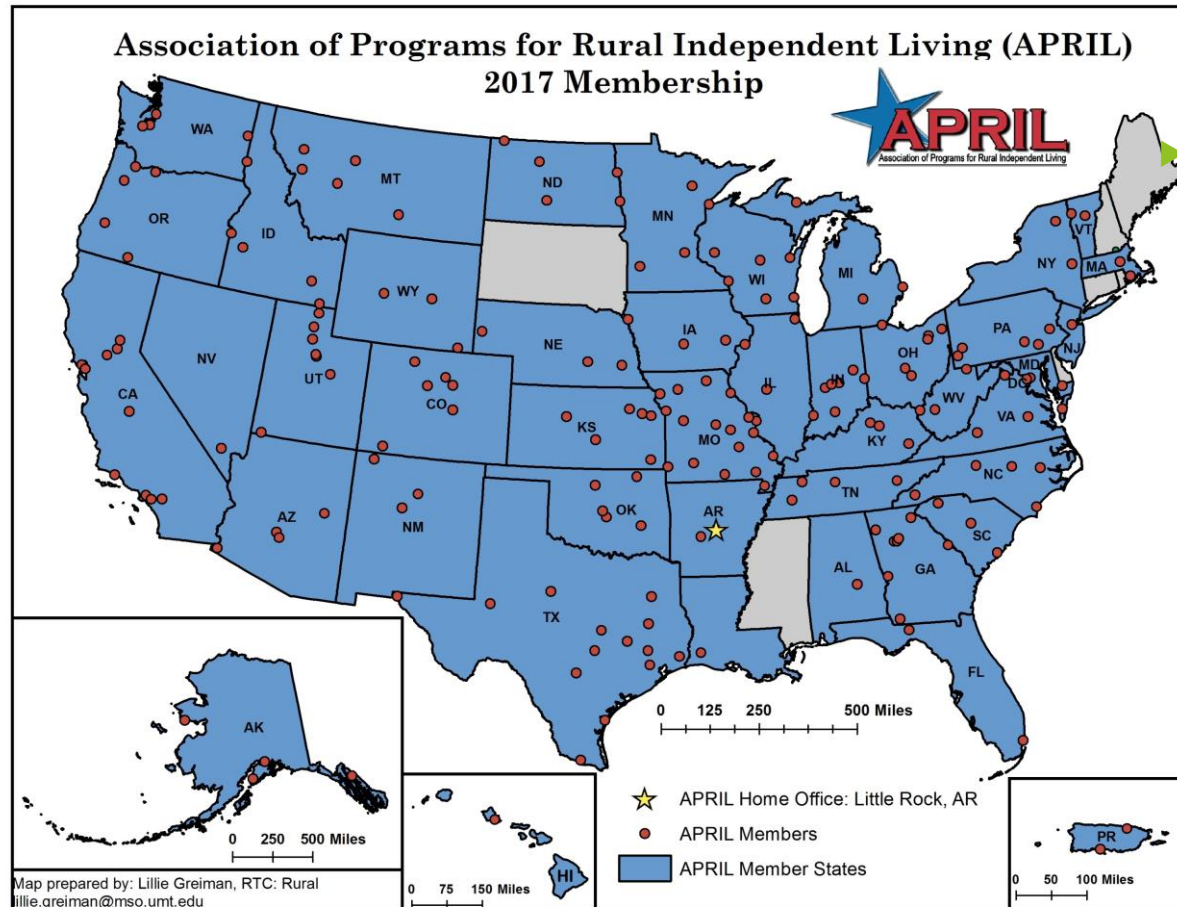 Association of Programs for Rural Independent Living (APRIL)
2017 Membership
APRIL
Association of Programs for Rural Independent Living
WA
MT
ND
MN
OR
ID
WY
WI
MI
NY
VT
MA
NV
UT
CA
CO
NE
IA
IL
IN
OH
PA
NJ
MD
DC
WV
VA
KS
MO
KY
NC
TN
AZ
NM
OK
AR
SC
AL
GA
TX
FL
0 125 250 500 Miles
AK
0 200 500 Miles
HI
0 75 150 Miles
APRIL Home Office: Little Rock, AR
APRIL Members
APRIL Member States
PR
0 50 100 Miles
Map prepared by: Lillie Greiman, RTC: Rural
lillie.greiman@mso.umt.edu